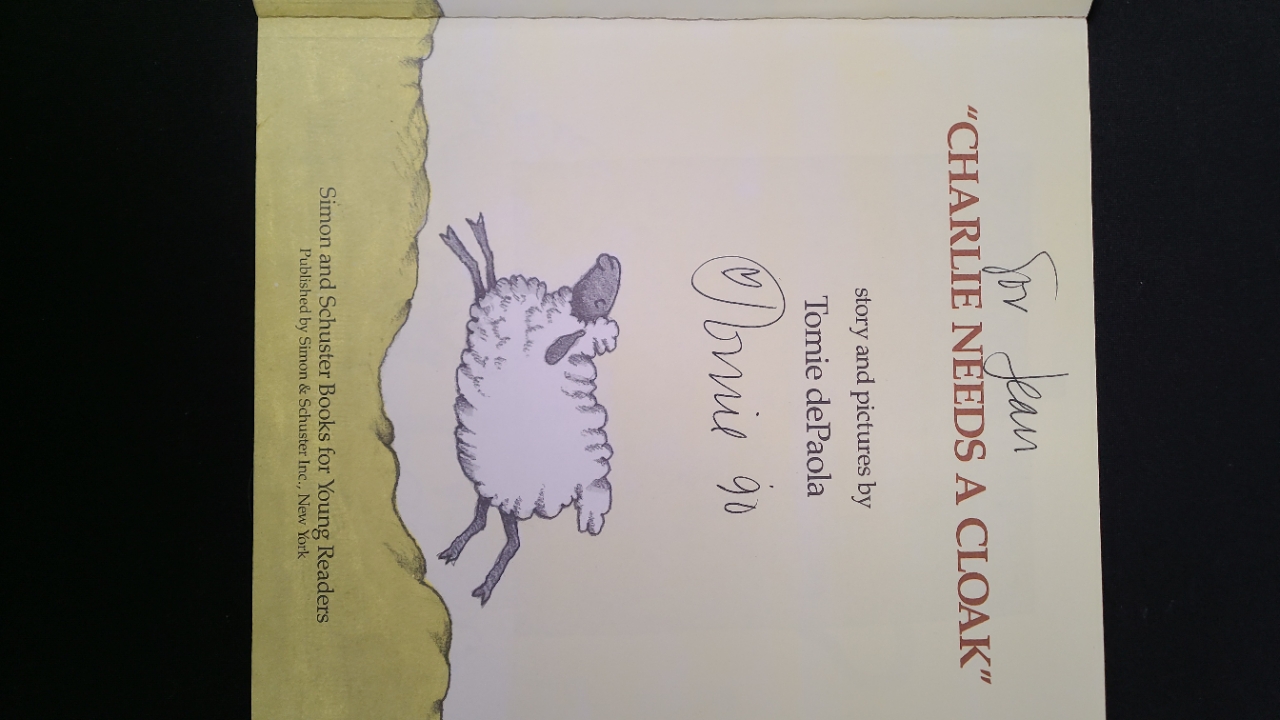 For Jean
"CHARLIE NEEDS A CLOAK"
story and pictures by
Tomie dePaola
Tomie '90
Simon and Schuster Books for Young Readers
Published by Simon & Schuster Inc., New York